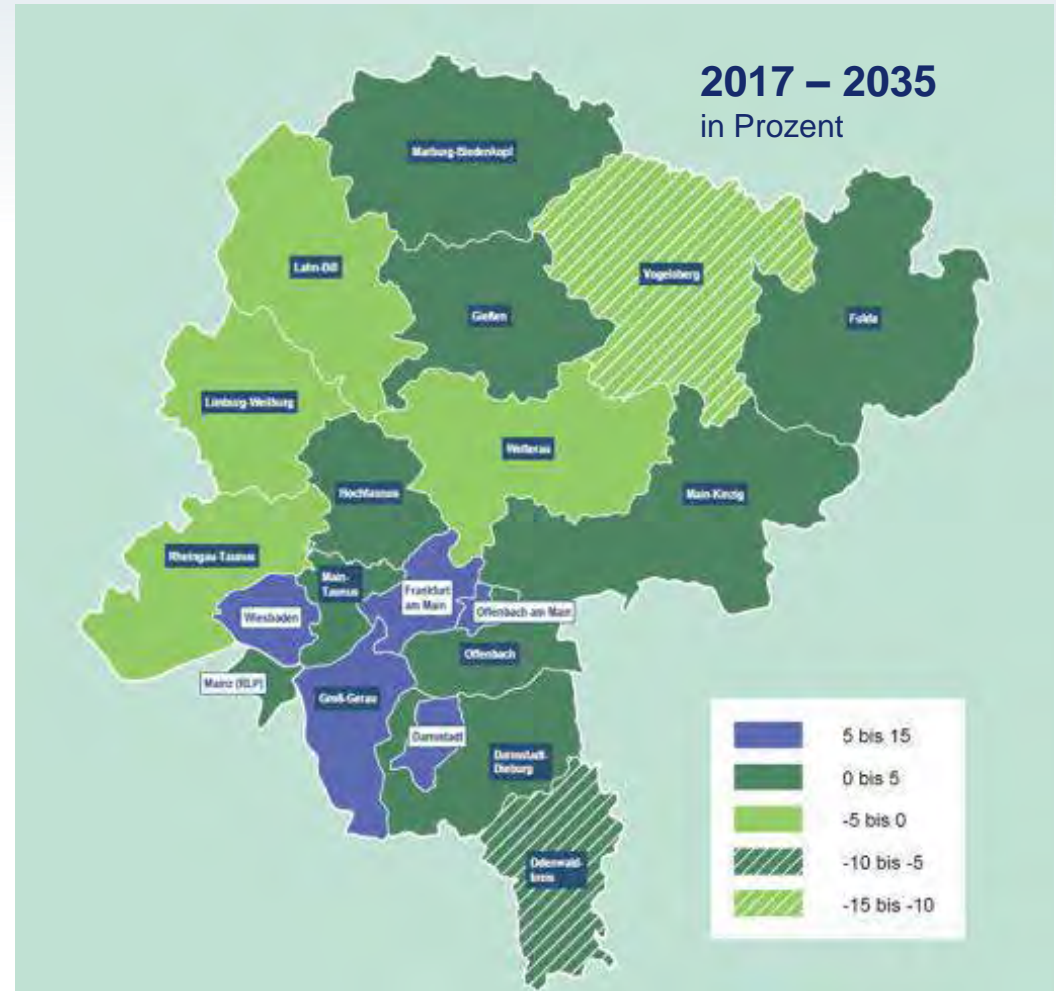 2017 – 2035
in Prozent
Marburg-Biedenkopf
Lahn-Dill
Vogelsberg
Gießen
Fulda
Limburg-Weilburg
Wetterau
Hochtaunus
Main-Kinzig
Rheingau-Taunus
Main-
Taunus
Frankfurt
am Main
Wiesbaden
Offenbach am Main
Offenbach
Mainz (RLP)
Groß-Gerau
Darmstadt
Darmstadt-
Dieburg
Odenwald-
kreis
5 bis 15
0 bis 5
-5 bis 0
-10 bis -5
-15 bis -10